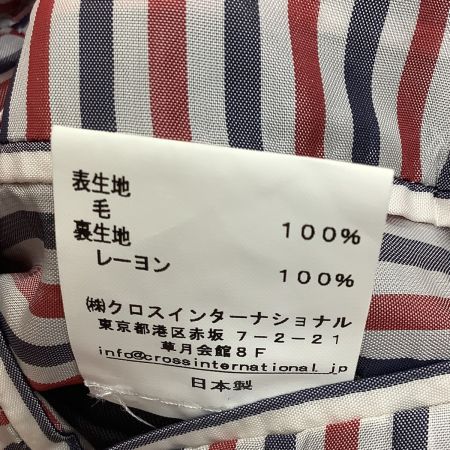 表生地
毛 100%
裏生地
レーヨン 100%
㈱クロスインターナショナル
東京都港区赤坂 7-2-21
草月会館8F
info@crossinternational.jp
日本製